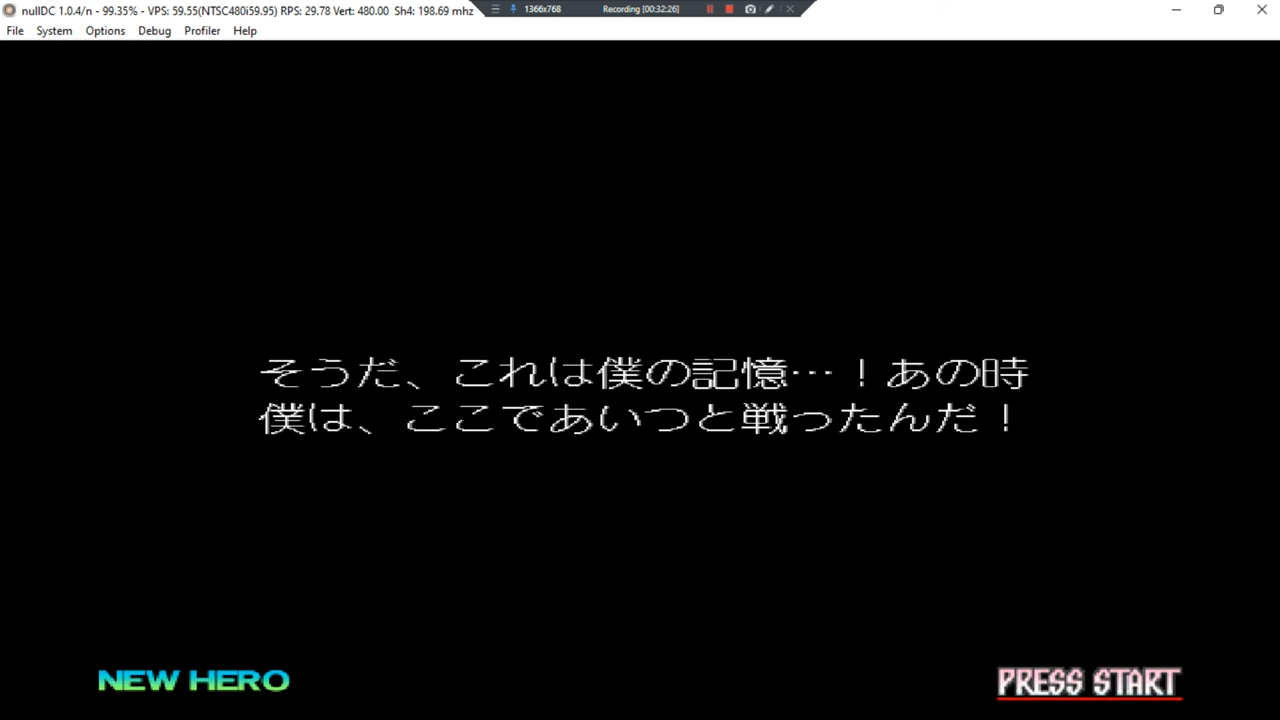 nullDC 1.0.4/n - 99.35% - VPS: 59.55(NTSC480i59.95) RPS: 29.78 Vert: 480.00 Sh4: 198.69 mhz
1366x768
Recording [00:32:26]
File System Options Debug Profiler Help
そうだ、これは僕の記憶…！あの時
僕は、ここであいつと戦ったんだ！
NEW HERO
PRESS START